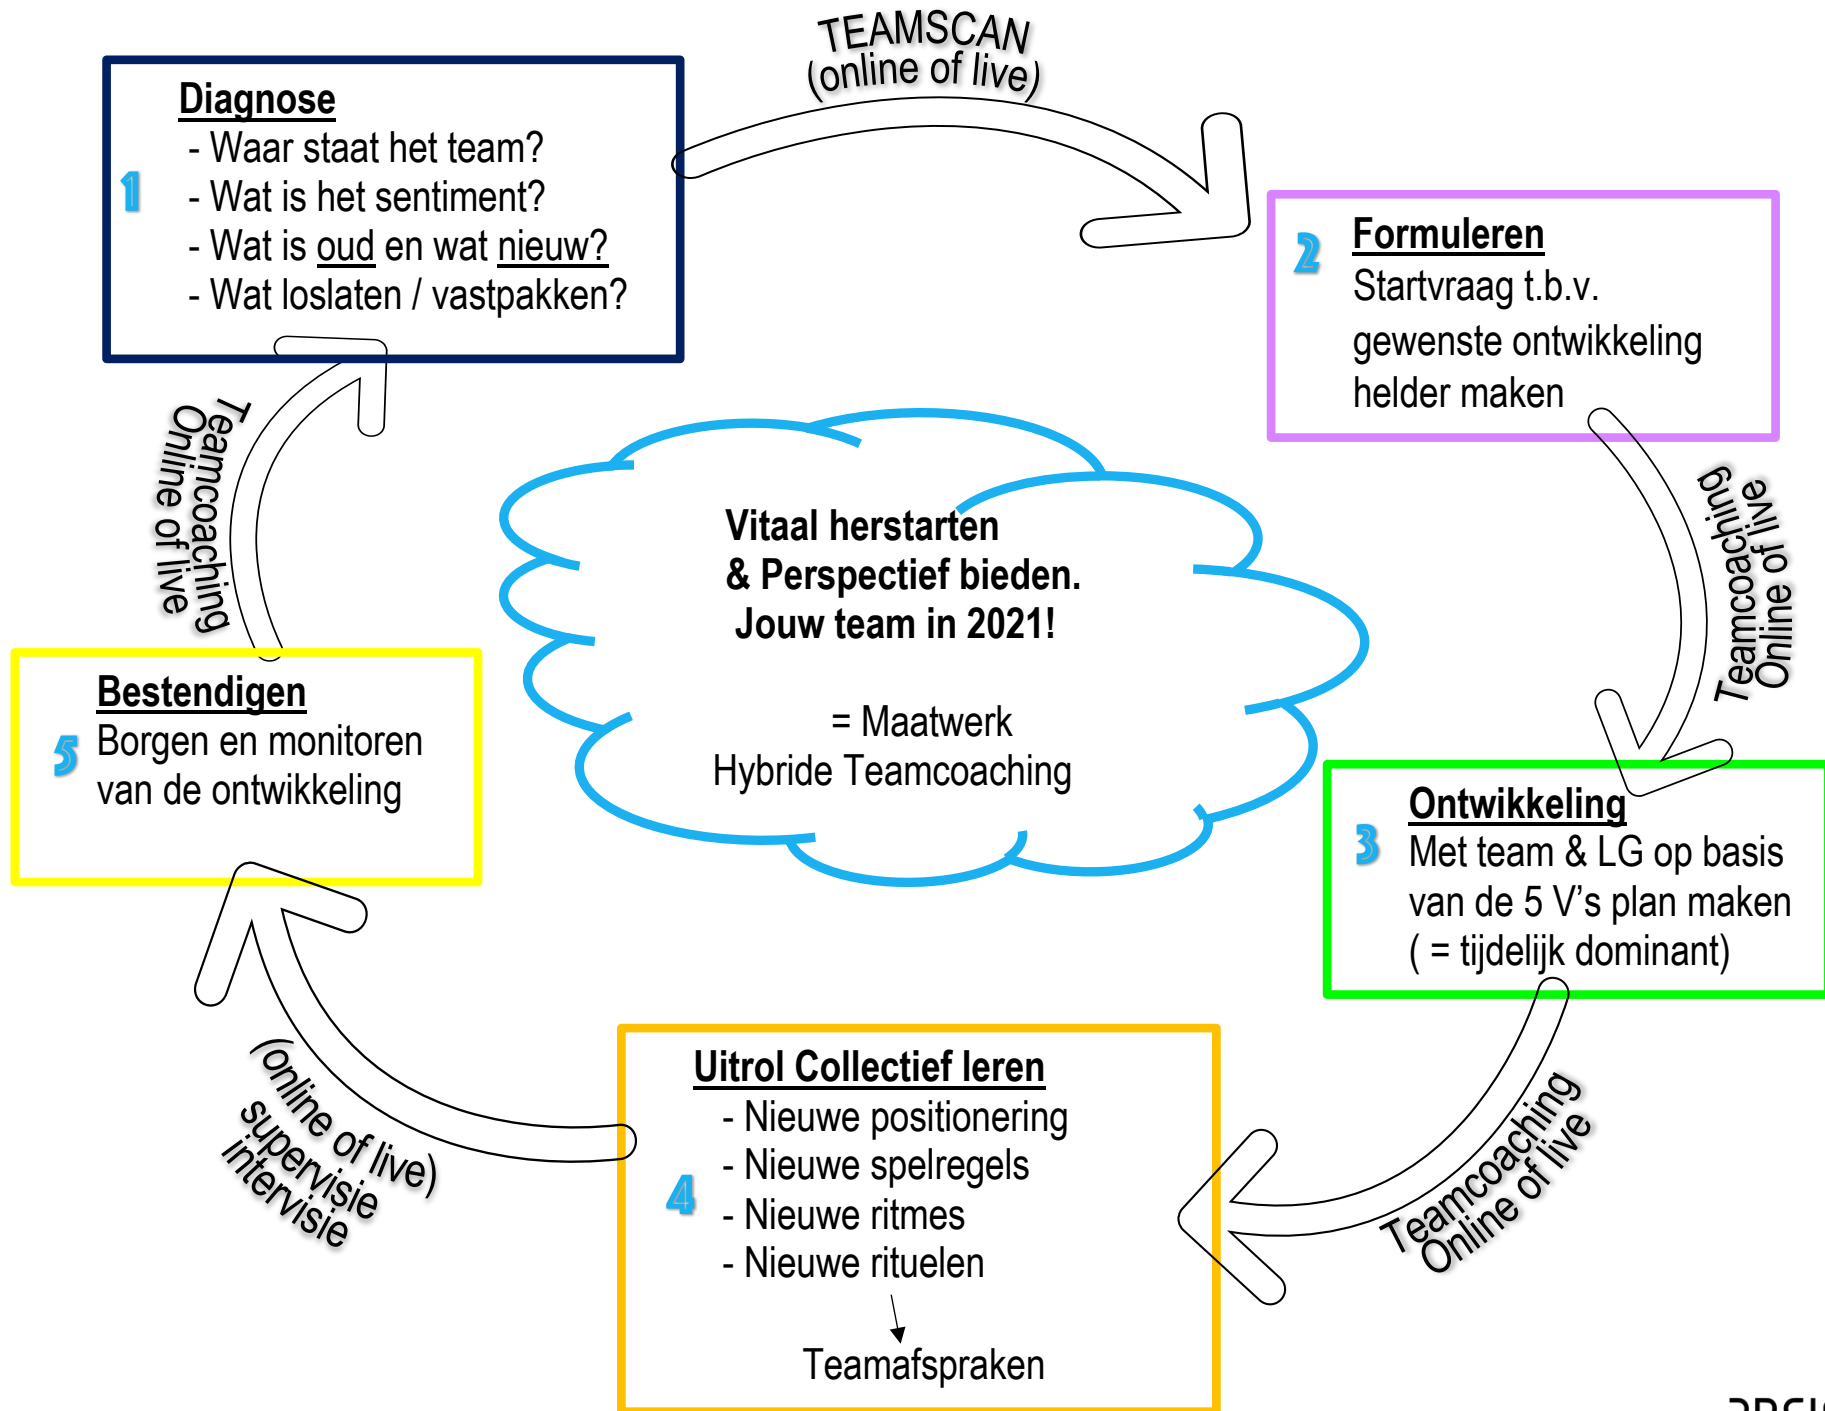 TEAMSCAN
(online of live)
1
Diagnose
- Waar staat het team?
- Wat is het sentiment?
- Wat is oud en wat nieuw?
- Wat loslaten / vastpakken?
2
Formuleren
Startvraag t.b.v.
gewenste ontwikkeling
helder maken
Teamcoaching
Online of live
Teamcoaching
Online of live
Vitaal herstarten
& Perspectief bieden.
Jouw team in 2021!
= Maatwerk
Hybride Teamcoaching
5
Bestendigen
Borgen en monitoren
van de ontwikkeling
3
Ontwikkeling
Met team & LG op basis
van de 5 V’s plan maken
( = tijdelijk dominant)
(online of live)
supervisie
intervisie
4
Uitrol Collectief leren
- Nieuwe positionering
- Nieuwe spelregels
- Nieuwe ritmes
- Nieuwe rituelen
Teamafspraken
Teamcoaching
Online of live